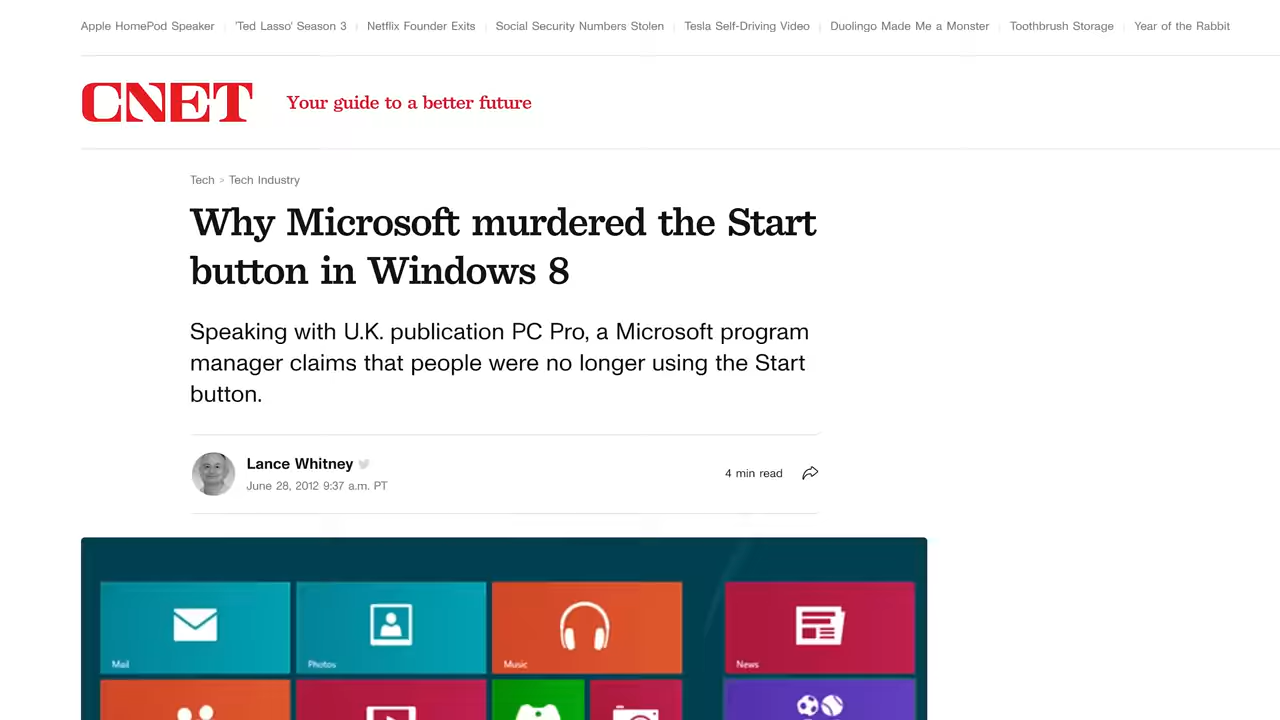 Apple HomePod Speaker 'Ted Lasso' Season 3 Netflix Founder Exits Social Security Numbers Stolen Tesla Self-Driving Video Duolingo Made Me a Monster Toothbrush Storage Year of the Rabbit
CNET Your guide to a better future
Tech > Tech Industry
Why Microsoft murdered the Start
button in Windows 8
Speaking with U.K. publication PC Pro, a Microsoft program
manager claims that people were no longer using the Start
button.
Lance Whitney
June 28, 2012 9:37 a.m. PT
4 min read
Mail Photos Music News